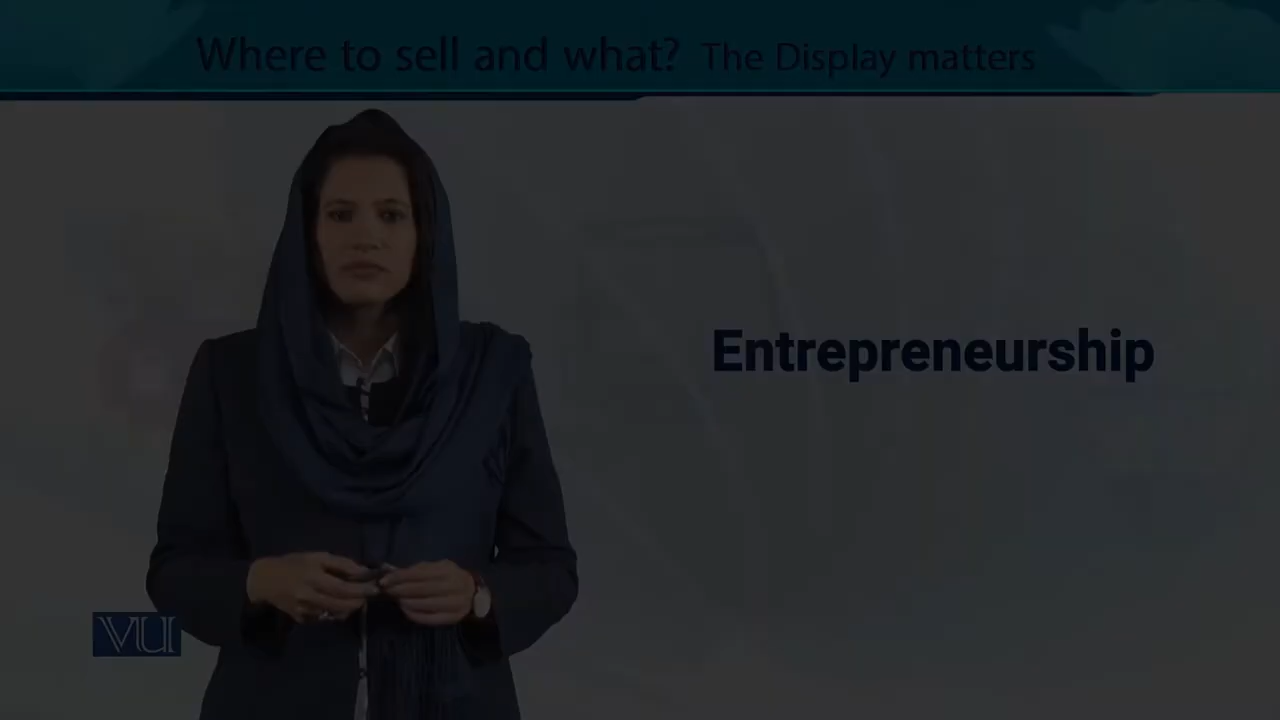 Where to sell and what? The Display matters
Entrepreneurship
VU